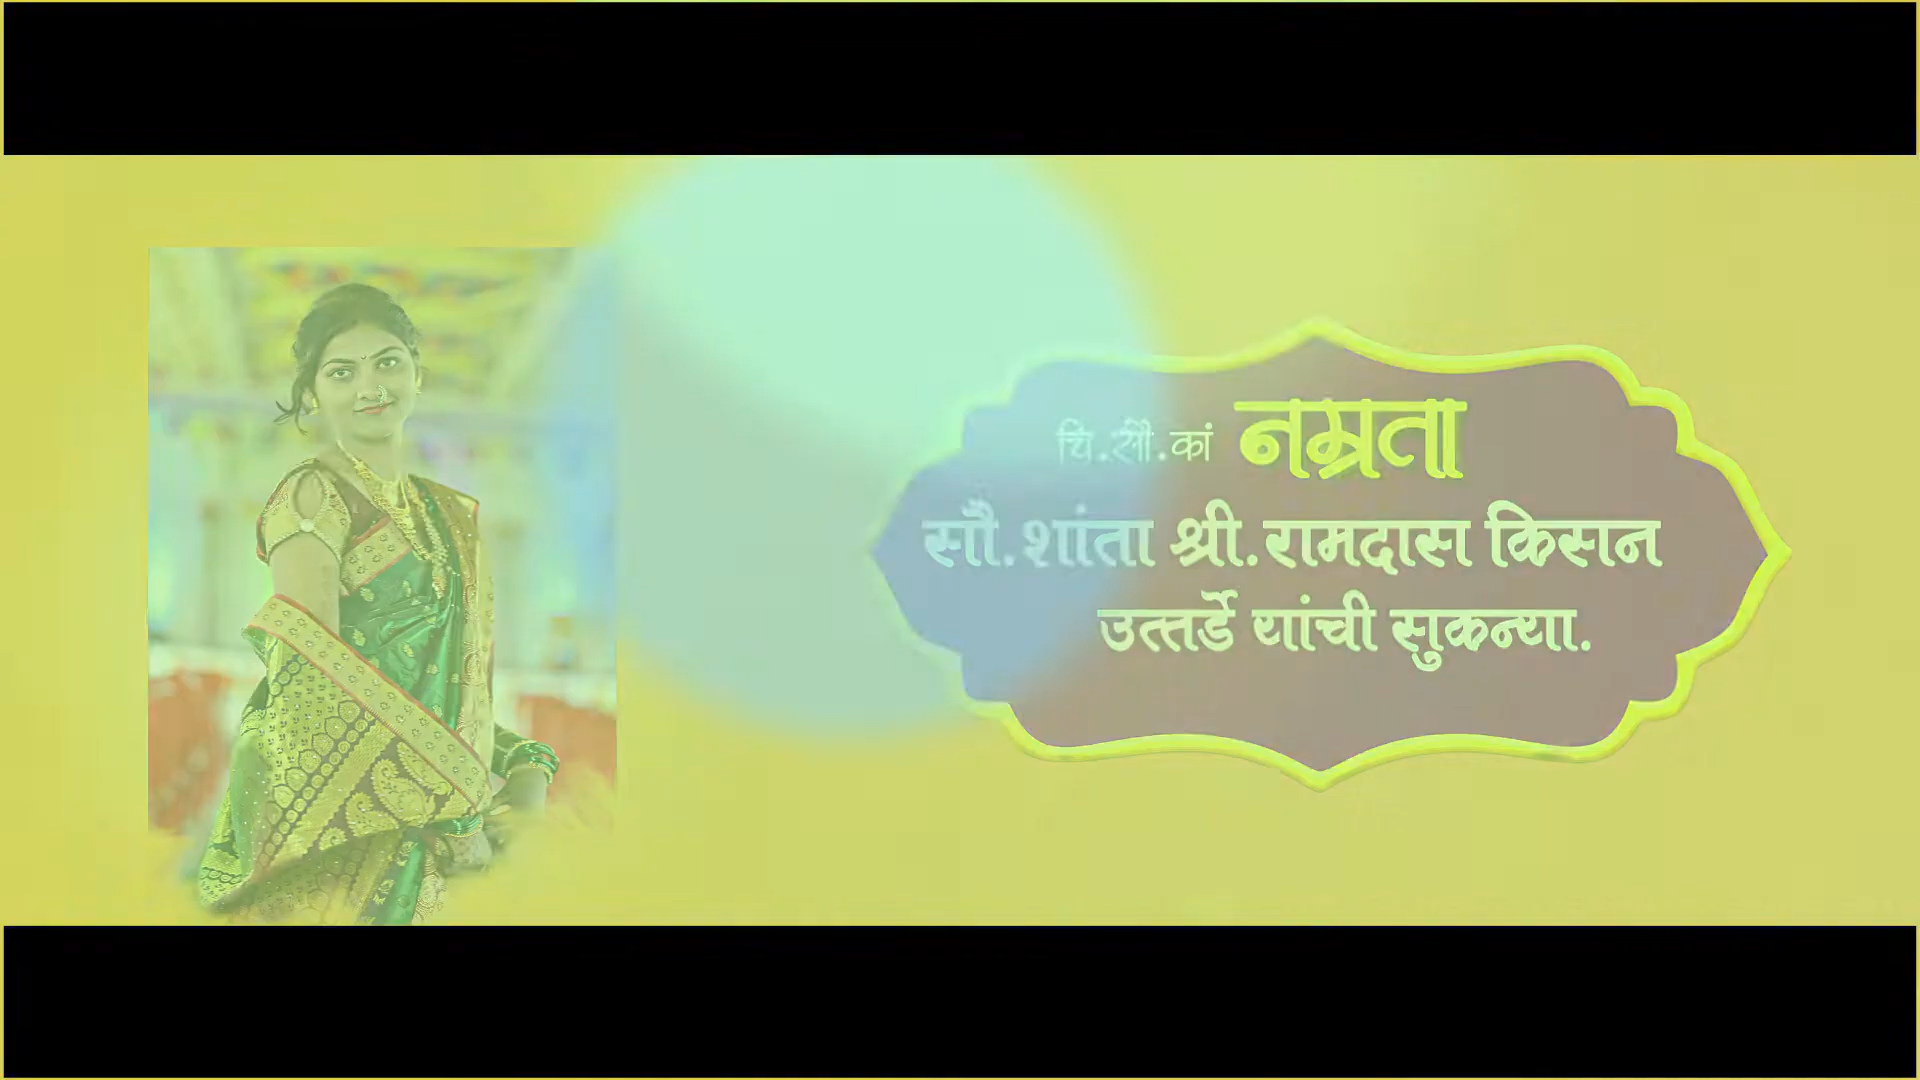 चि.सौ.कां नम्रता
सौ.शांता श्री.रामदास किसन
उत्तर्डे यांची सुकन्या.